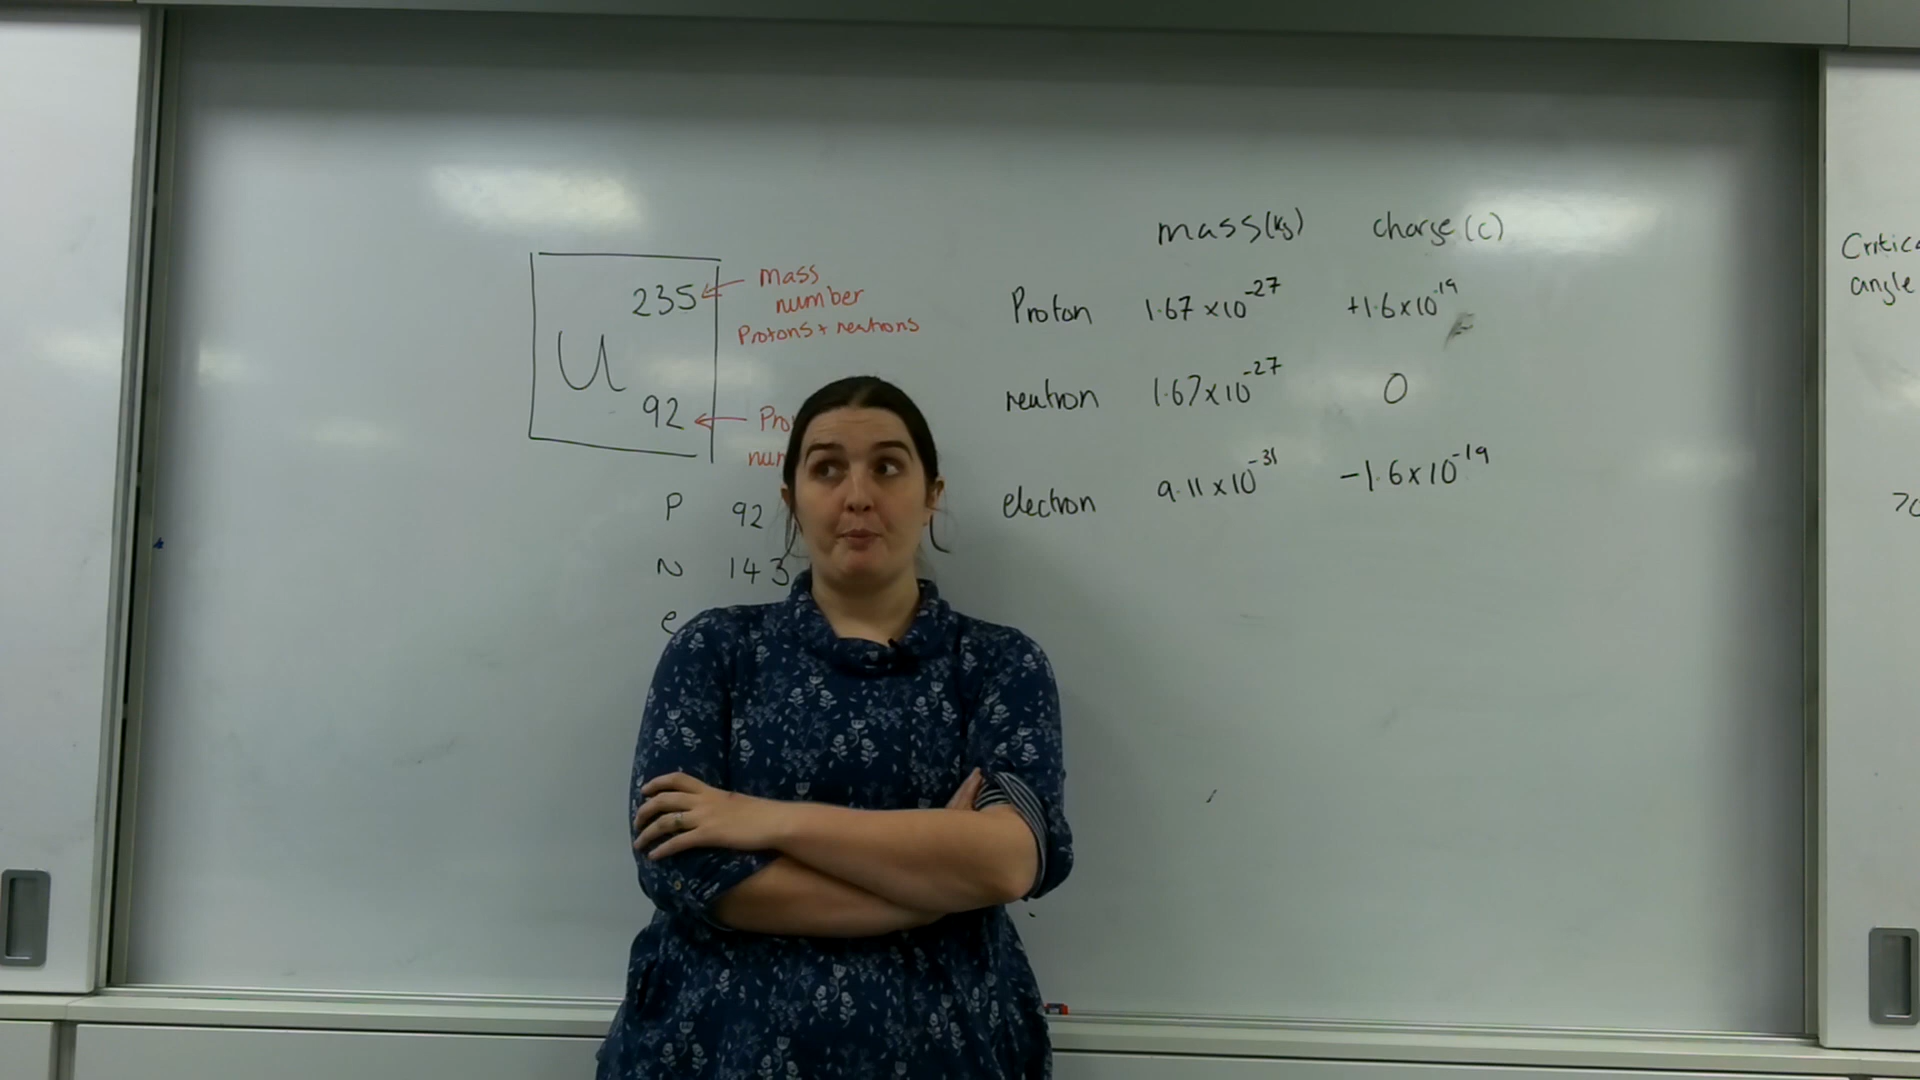 235
mass
number
Protons + neutrons
U
92
P 92
N 143
e
mass (kg) charge (c)
Proton 1.67 x 10^-27 +1.6 x 10^-19
neutron 1.67 x 10^-27 0
electron 9.11 x 10^-31 -1.6 x 10^-19
angle